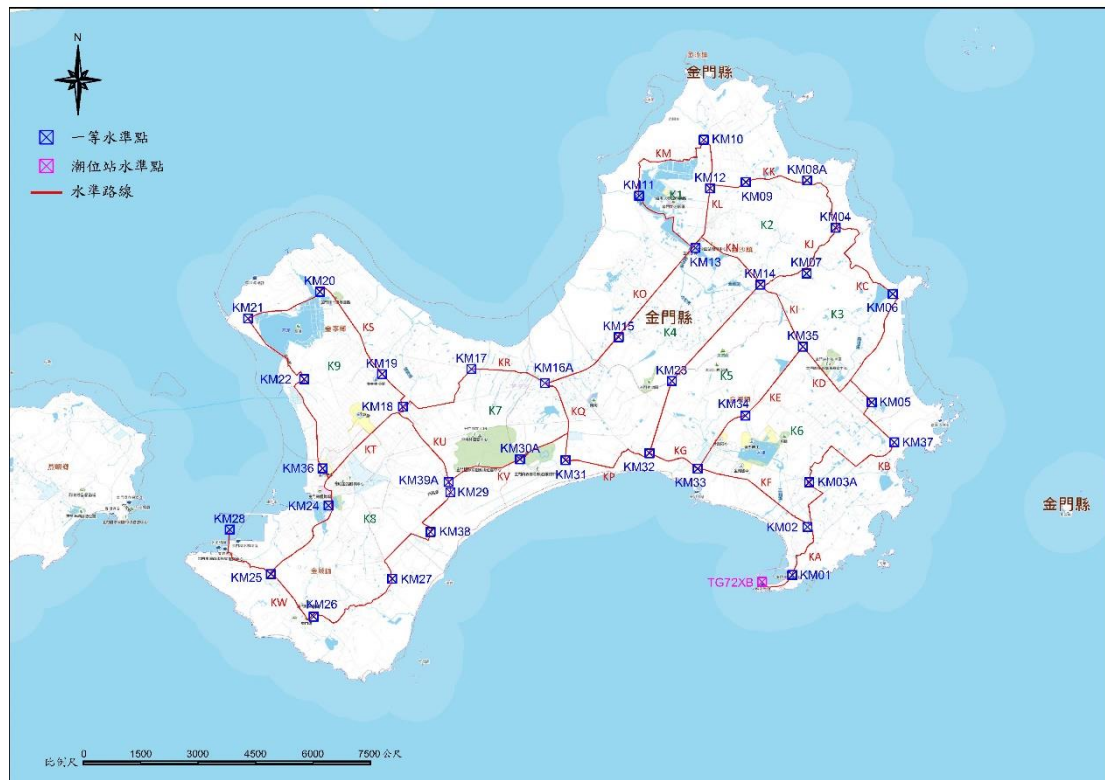 金門縣
N
一等水準點
潮位站水準點
水準路線
KM10
KM
KM11
K1
KM12
KL
KM09
KK
KM08A
K2
KM04
KM13
KN
KJ
KM07
KM14
KC
KM06
KM20
KM21
KS
KO
KI
K3
金門縣
KM15
K4
KM35
K9
KM22
KM19
KM17
KR
KM16A
KM23
K5
KD
KE
KM05
KM18
K7
KQ
KM34
K6
KU
KT
KM37
KM36
KM30A
KM31
KM32
KG
KB
KM39A
KV
KP
KM33
KM03A
KM29
KF
KM24
K8
金門縣
KM28
KM38
KM02
KA
KM25
KM27
TG72XB
KM01
KW
KM26
比例尺
0 1500 3000 4500 6000 7500 公尺